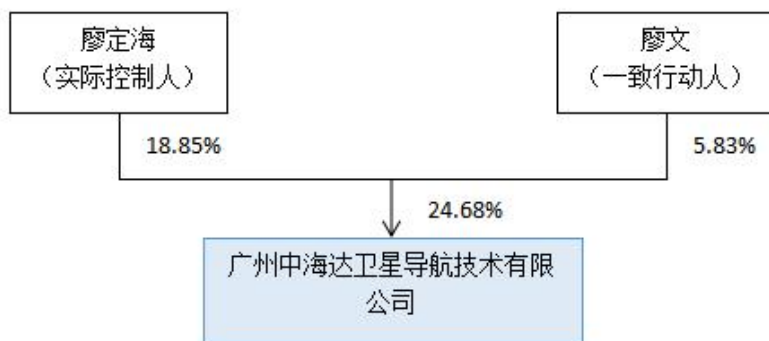 廖定海
（实际控制人）
廖文
（一致行动人）
18.85%
5.83%
24.68%
广州中海达卫星导航技术有限
公司